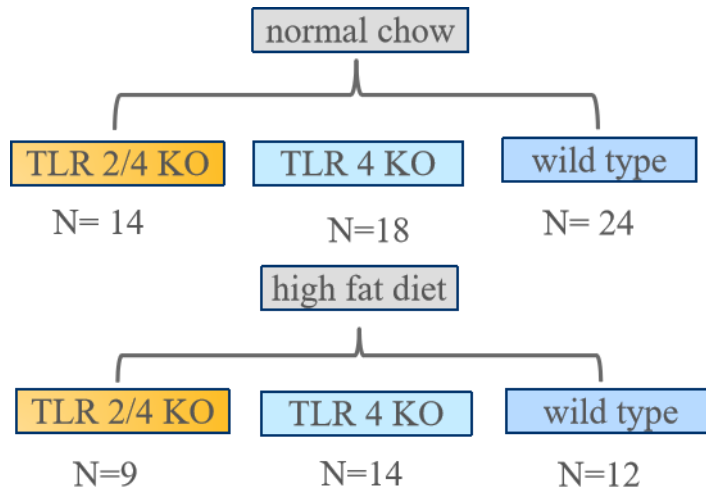 normal chow
TLR 2/4 KO TLR 4 KO wild type
N= 14 N=18 N= 24
high fat diet
TLR 2/4 KO TLR 4 KO wild type
N=9 N=14 N=12